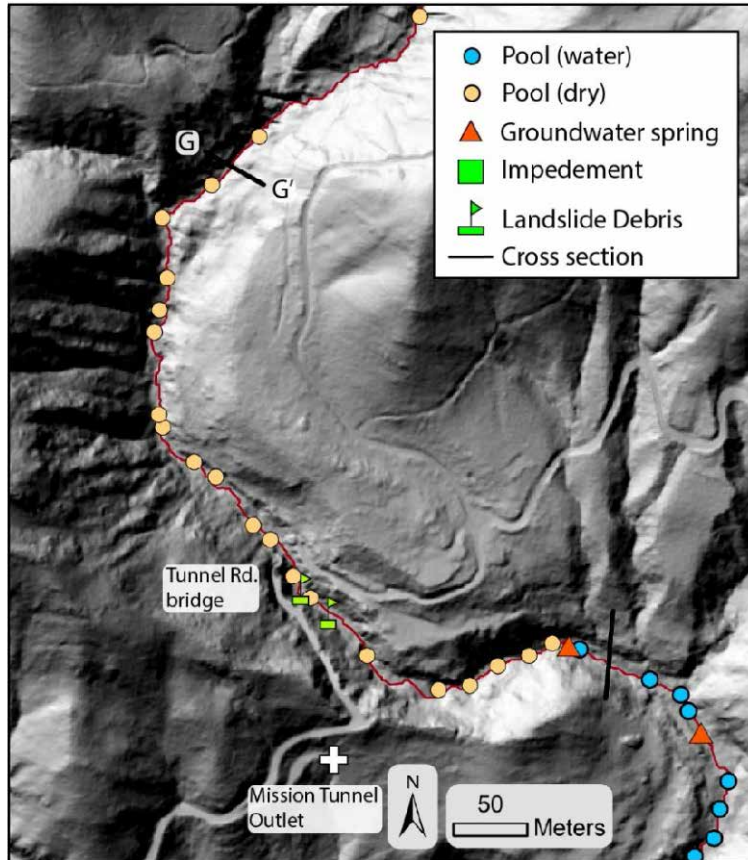 Pool (water)
Pool (dry)
Groundwater spring
Impedement
Landslide Debris
Cross section
G
G'
Tunnel Rd.
bridge
Mission Tunnel
Outlet
N
50
Meters